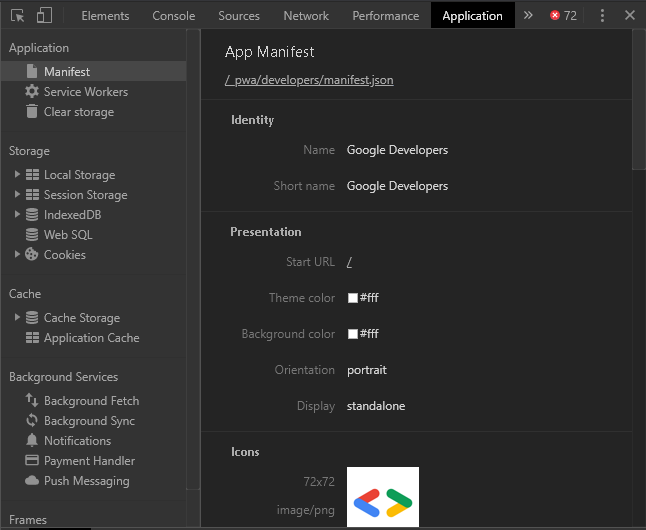 Elements Console Sources Network Performance Application » 72
Application
Manifest
Service Workers
Clear storage
Storage
Local Storage
Session Storage
IndexedDB
Web SQL
Cookies
Cache
Cache Storage
Application Cache
Background Services
Background Fetch
Background Sync
Notifications
Payment Handler
Push Messaging
Frames
App Manifest
/_pwa/developers/manifest.json
Identity
Name Google Developers
Short name Google Developers
Presentation
Start URL /
Theme color #fff
Background color #fff
Orientation portrait
Display standalone
Icons
72x72
image/png